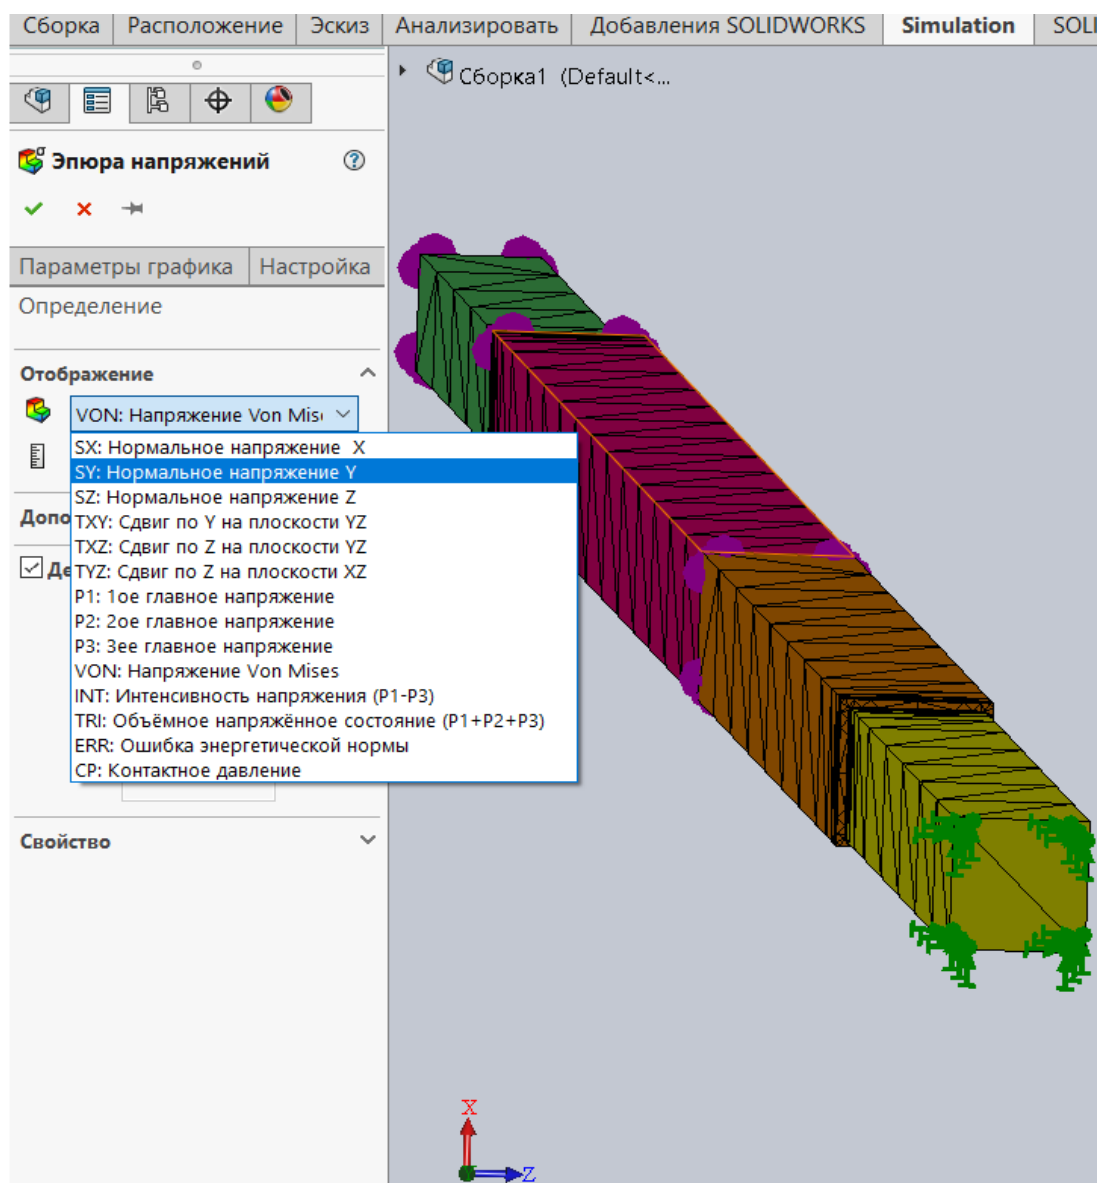 Сборка Расположение Эскиз Анализировать Добавления SOLIDWORKS Simulation SOLI
Сборка1 (Default<...
Эпюра напряжений
Параметры графика Настройка
Определение
Отображение
VON: Напряжение Von Mis
SX: Нормальное напряжение X
SY: Нормальное напряжение Y
SZ: Нормальное напряжение Z
Допо
TXY: Сдвиг по Y на плоскости YZ
TXZ: Сдвиг по Z на плоскости YZ
Де
TYZ: Сдвиг по Z на плоскости XZ
P1: 1ое главное напряжение
P2: 2ое главное напряжение
P3: 3ее главное напряжение
VON: Напряжение Von Mises
INT: Интенсивность напряжения (P1-P3)
TRI: Объёмное напряжённое состояние (P1+P2+P3)
ERR: Ошибка энергетической нормы
CP: Контактное давление
Свойство
X
Y
Z